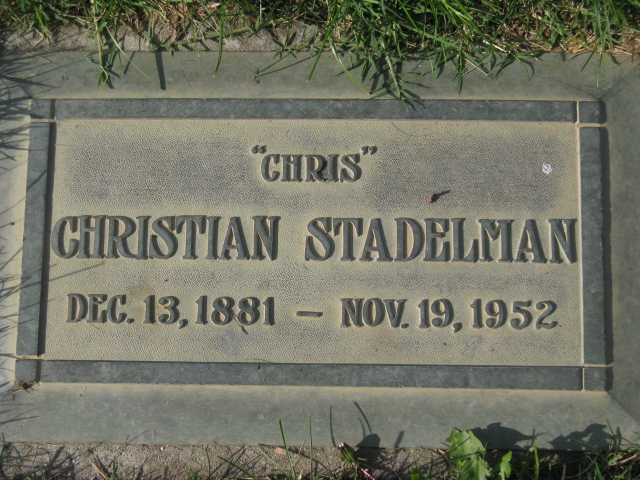 "CHRIS"
CHRISTIAN STADELMAN
DEC. 13, 1881 – NOV. 19, 1952